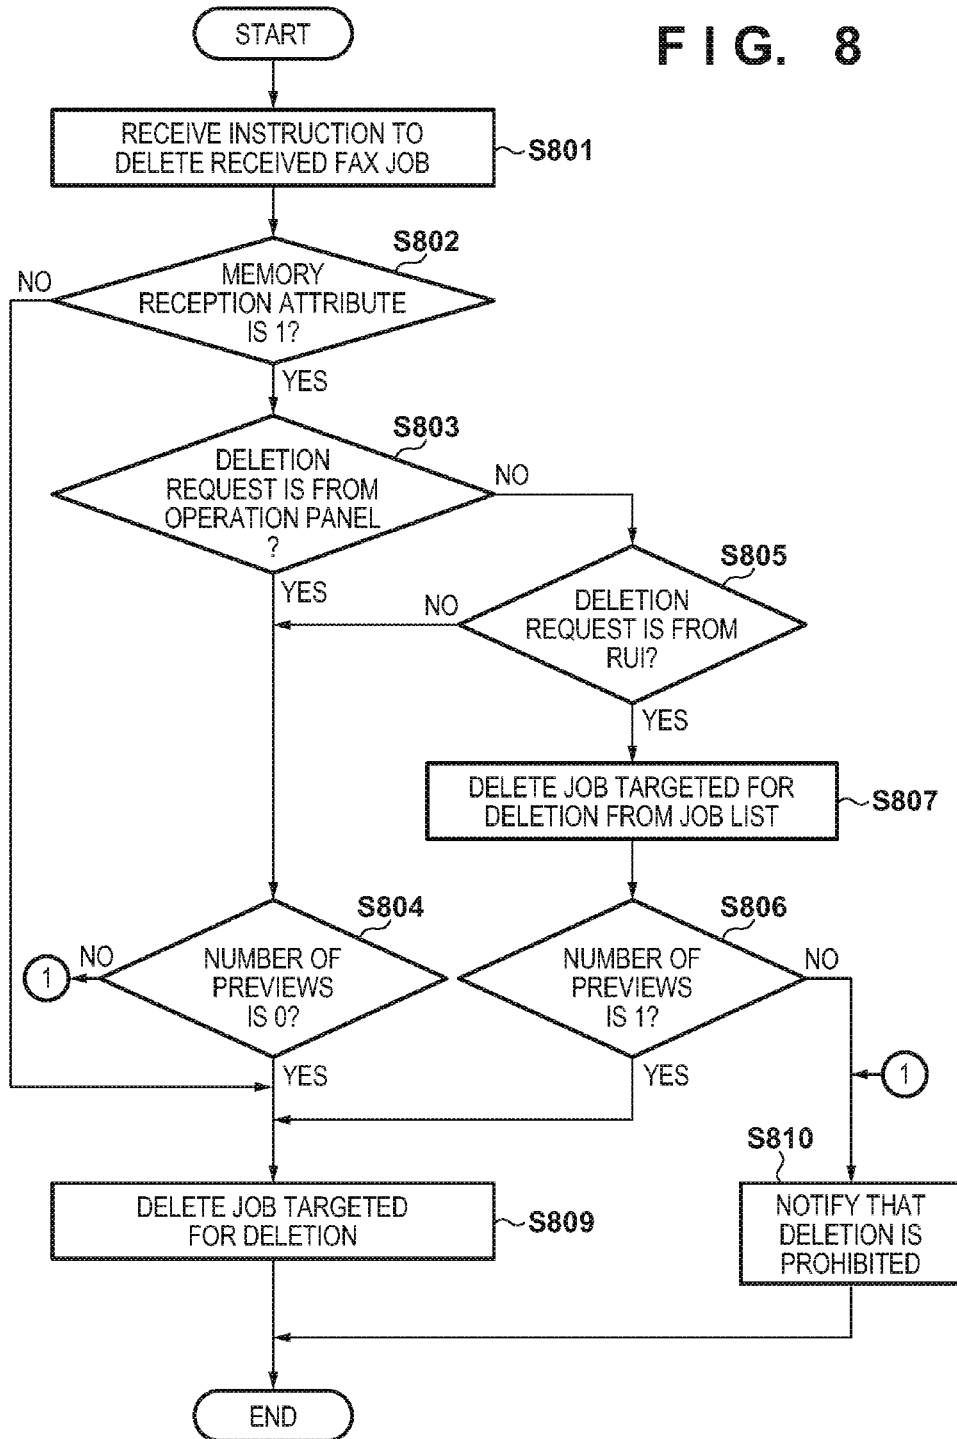 FIG. 8
START
RECEIVE INSTRUCTION TO
DELETE RECEIVED FAX JOB
S801
S802
MEMORY
RECEPTION ATTRIBUTE
IS 1?
NO
YES
S803
DELETION
REQUEST IS FROM
OPERATION PANEL
?
NO
YES
S805
DELETION
REQUEST IS FROM
RUI?
NO
YES
DELETE JOB TARGETED FOR
DELETION FROM JOB LIST
S807
S804
NUMBER OF
PREVIEWS
IS 0?
NO
1
YES
S806
NUMBER OF
PREVIEWS
IS 1?
NO
YES
1
S810
NOTIFY THAT
DELETION IS
PROHIBITED
DELETE JOB TARGETED
FOR DELETION
S809
END